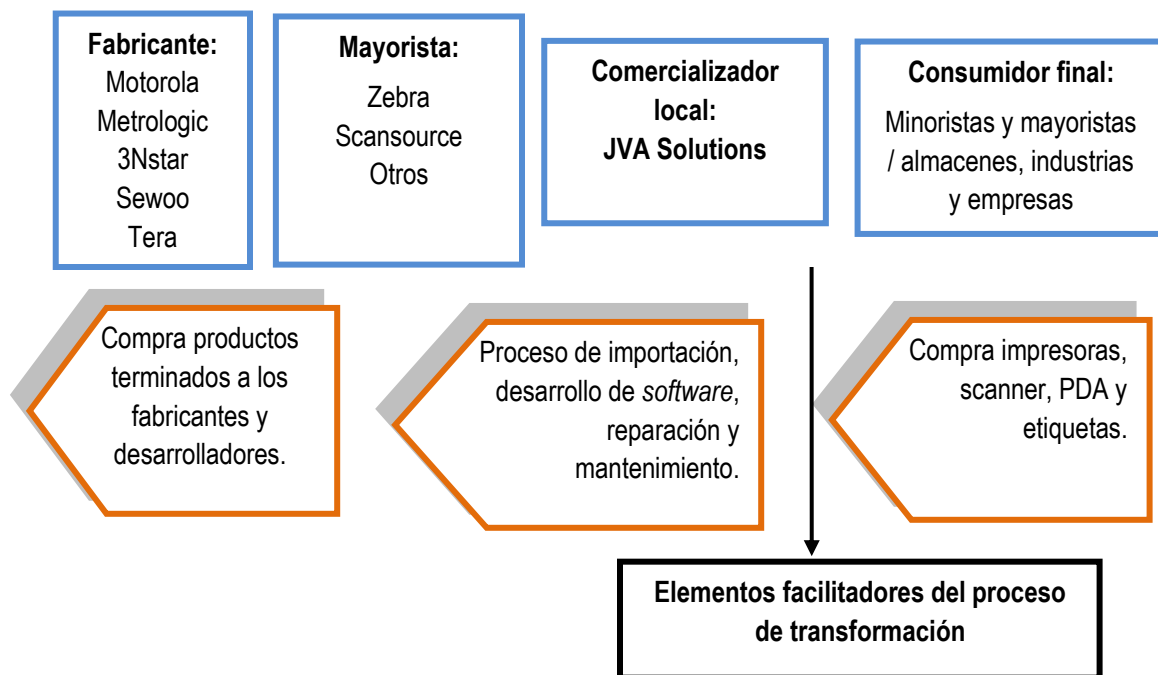 Fabricante:
Motorola
Metrologic
3Nstar
Sewoo
Tera
Mayorista:
Zebra
Scansource
Otros
Comercializador
local:
JVA Solutions
Consumidor final:
Minoristas y mayoristas
/ almacenes, industrias
y empresas
Compra productos
terminados a los
fabricantes y
desarrolladores.
Proceso de importación,
desarrollo de software,
reparación y
mantenimiento.
Compra impresoras,
scanner, PDA y
etiquetas.
Elementos facilitadores del proceso
de transformación